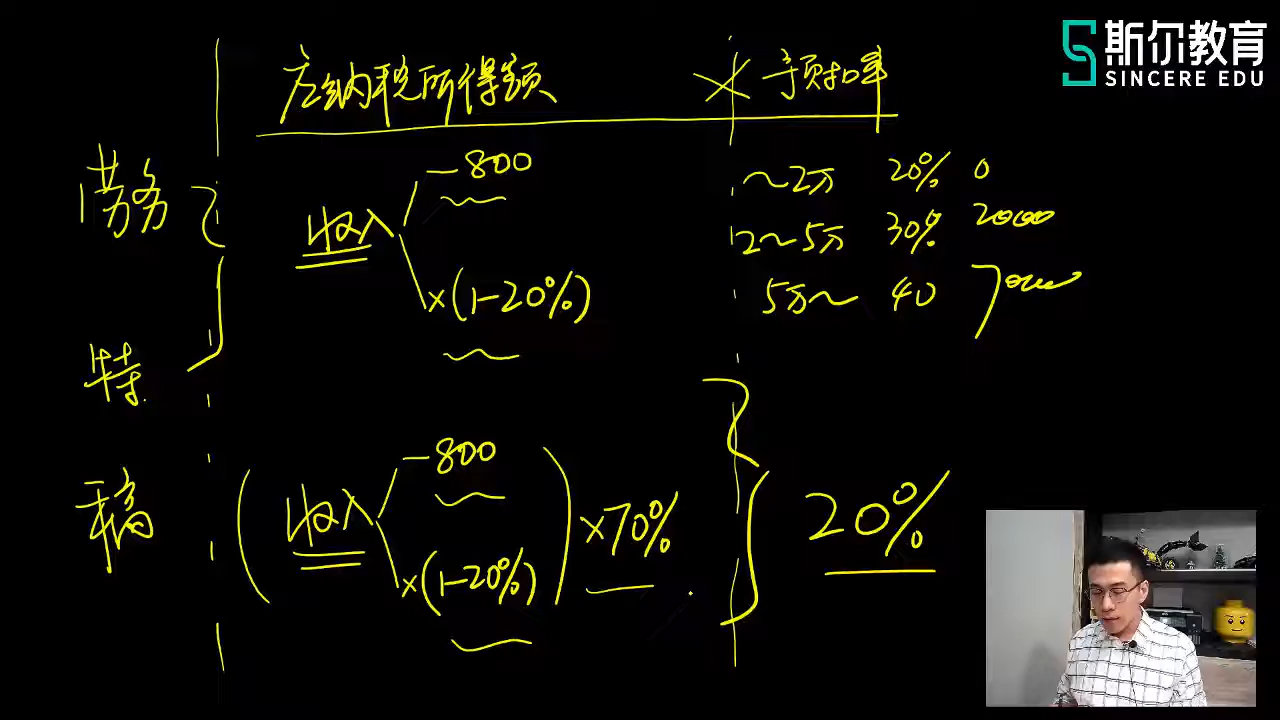 斯尔教育
SINCERE EDU
应纳税所得额 × 预扣率
劳务
收入
-800
×(1-20%)
~2万 20% 0
2~5万 30% 2000
5万~ 40 7000
特
稿
(收入
-800
×(1-20%)
)×70%
20%